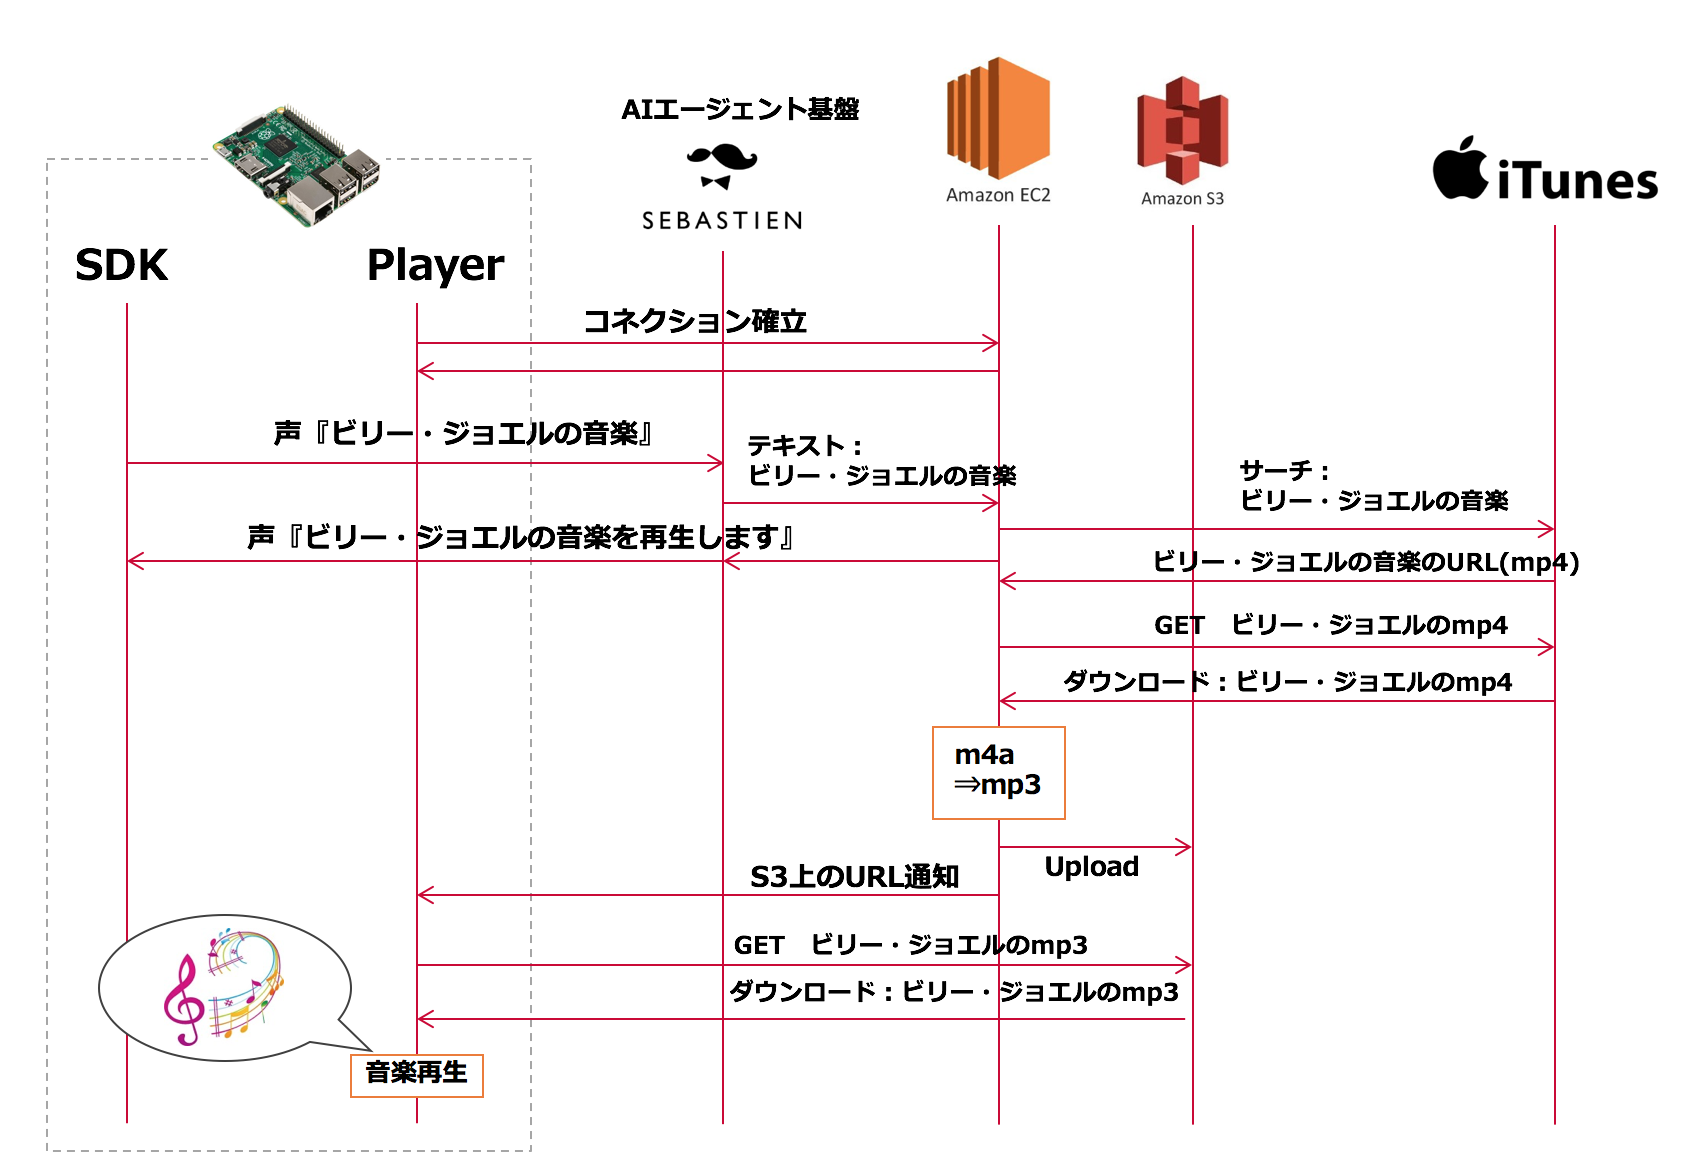 AIエージェント基盤
SEBASTIEN
Amazon EC2
Amazon S3
iTunes
SDK
Player
コネクション確立
声『ビリー・ジョエルの音楽』
テキスト：
ビリー・ジョエルの音楽
サーチ：
ビリー・ジョエルの音楽
声『ビリー・ジョエルの音楽を再生します』
ビリー・ジョエルの音楽のURL(mp4)
GET　ビリー・ジョエルのmp4
ダウンロード：ビリー・ジョエルのmp4
m4a
⇒mp3
Upload
S3上のURL通知
GET　ビリー・ジョエルのmp3
ダウンロード：ビリー・ジョエルのmp3
音楽再生